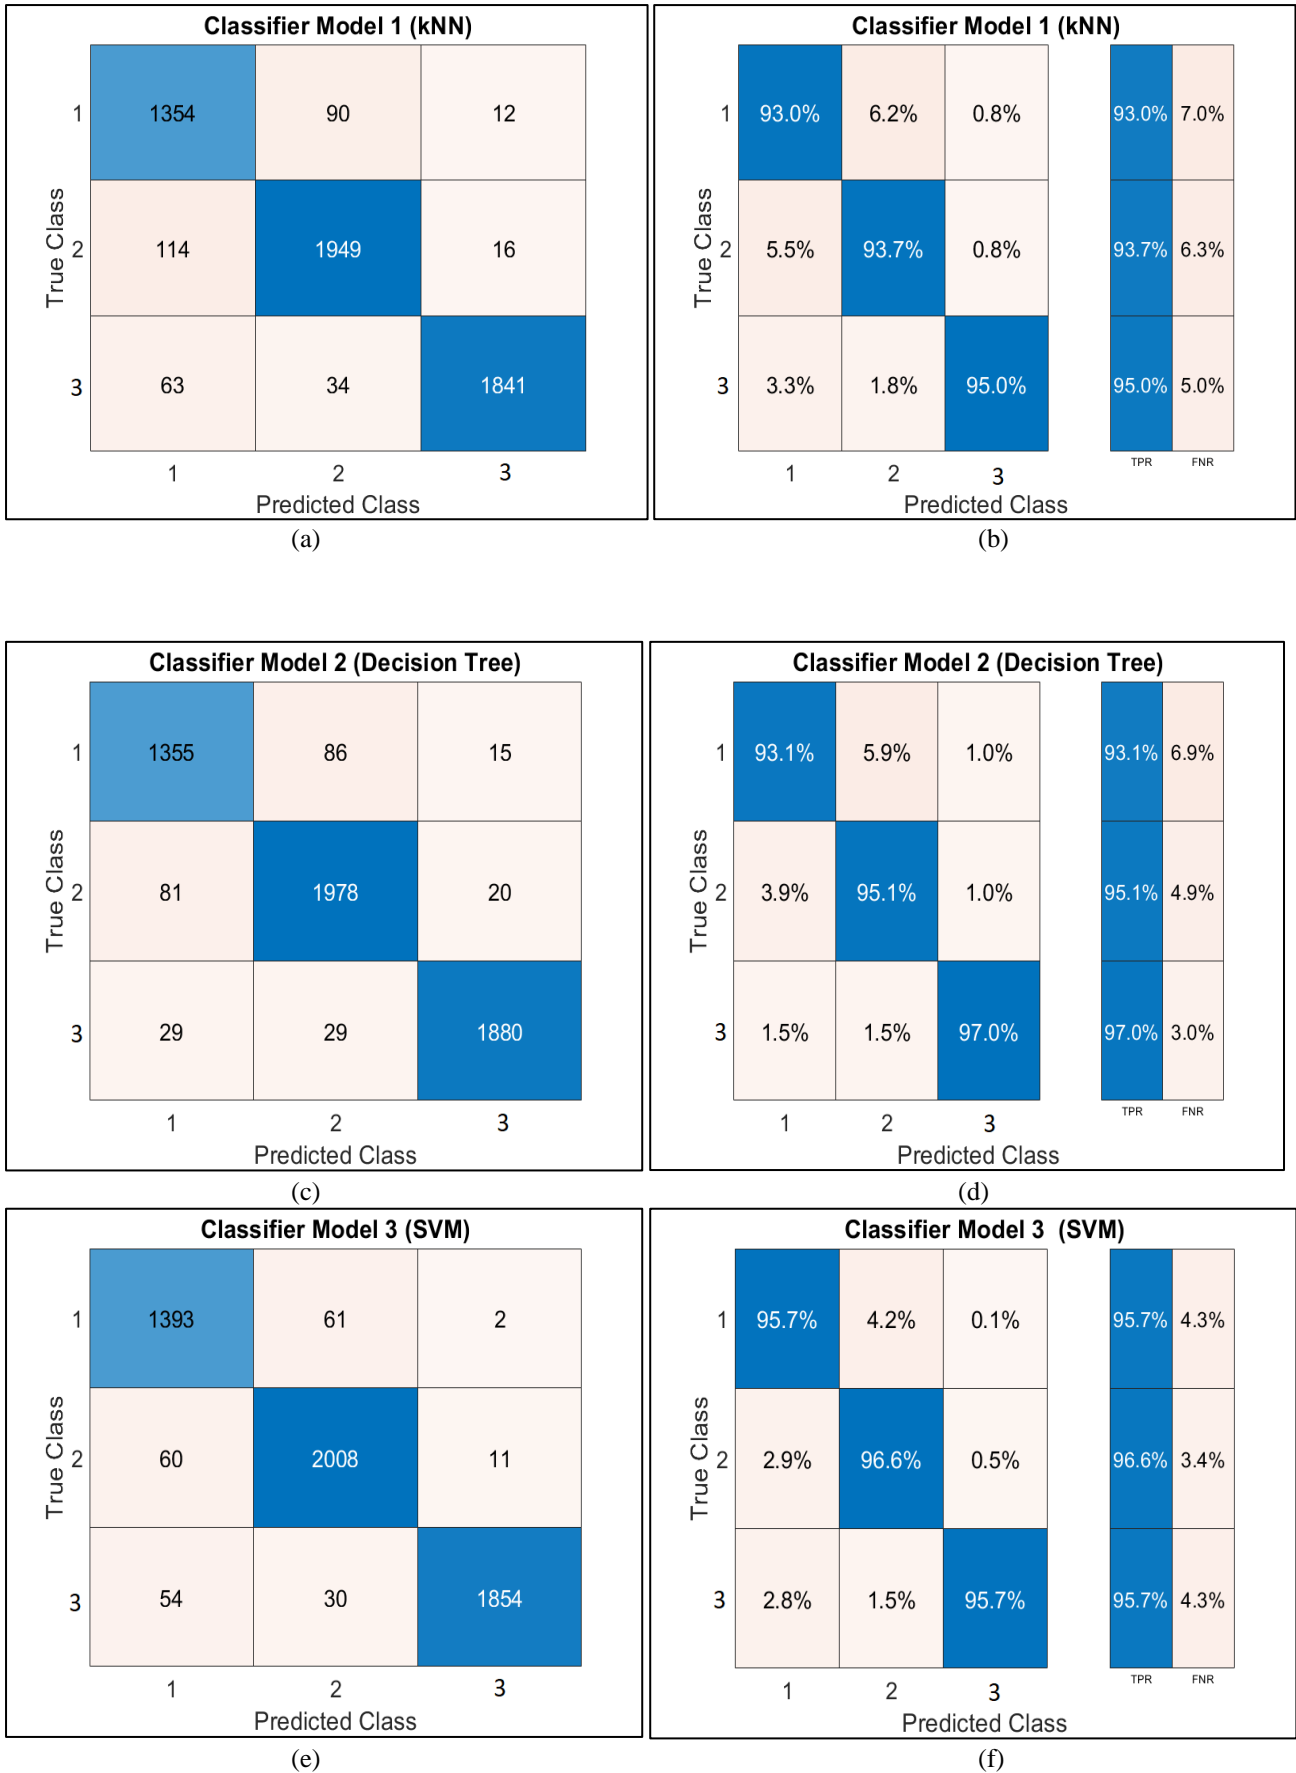 Classifier Model 1 (kNN)
1 1354 90 12
2 114 1949 16
3 63 34 1841
1 2 3
True Class
Predicted Class
(a)
Classifier Model 1 (kNN)
1 93.0% 6.2% 0.8% 93.0% 7.0%
2 5.5% 93.7% 0.8% 93.7% 6.3%
3 3.3% 1.8% 95.0% 95.0% 5.0%
1 2 3 TPR FNR
True Class
Predicted Class
(b)
Classifier Model 2 (Decision Tree)
1 1355 86 15
2 81 1978 20
3 29 29 1880
1 2 3
True Class
Predicted Class
(c)
Classifier Model 2 (Decision Tree)
1 93.1% 5.9% 1.0% 93.1% 6.9%
2 3.9% 95.1% 1.0% 95.1% 4.9%
3 1.5% 1.5% 97.0% 97.0% 3.0%
1 2 3 TPR FNR
True Class
Predicted Class
(d)
Classifier Model 3 (SVM)
1 1393 61 2
2 60 2008 11
3 54 30 1854
1 2 3
True Class
Predicted Class
(e)
Classifier Model 3 (SVM)
1 95.7% 4.2% 0.1% 95.7% 4.3%
2 2.9% 96.6% 0.5% 96.6% 3.4%
3 2.8% 1.5% 95.7% 95.7% 4.3%
1 2 3 TPR FNR
True Class
Predicted Class
(f)